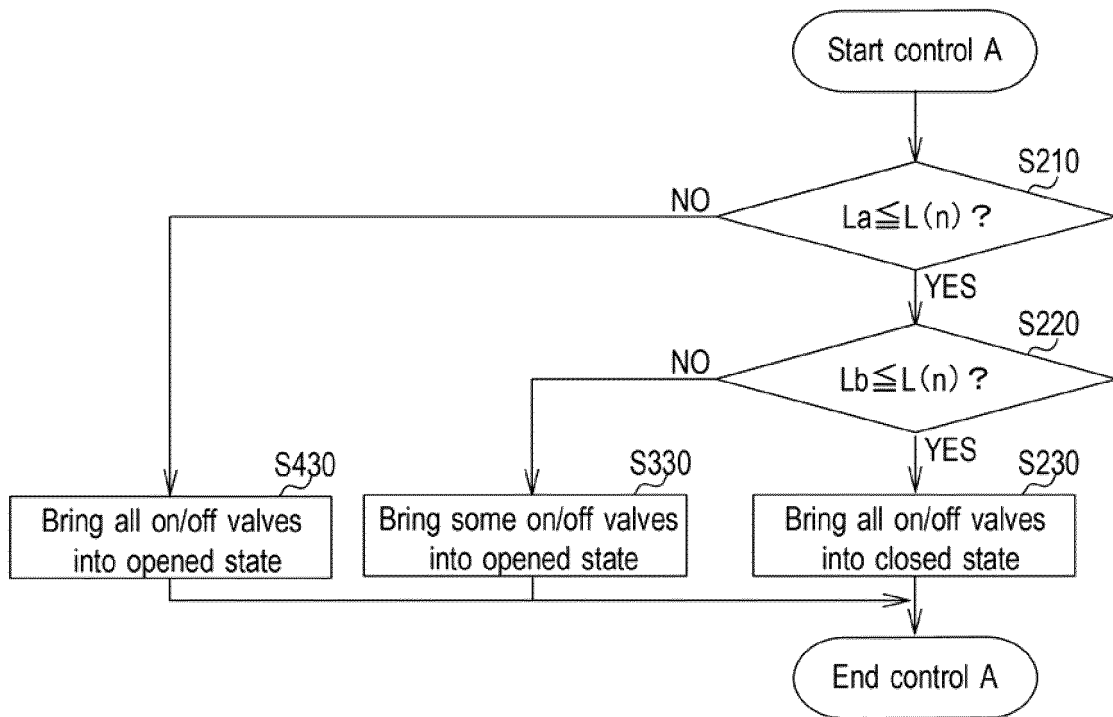 Start control A
S210
La≦L(n)?
NO
YES
S220
Lb≦L(n)?
NO
YES
S430
Bring all on/off valves
into opened state
S330
Bring some on/off valves
into opened state
S230
Bring all on/off valves
into closed state
End control A